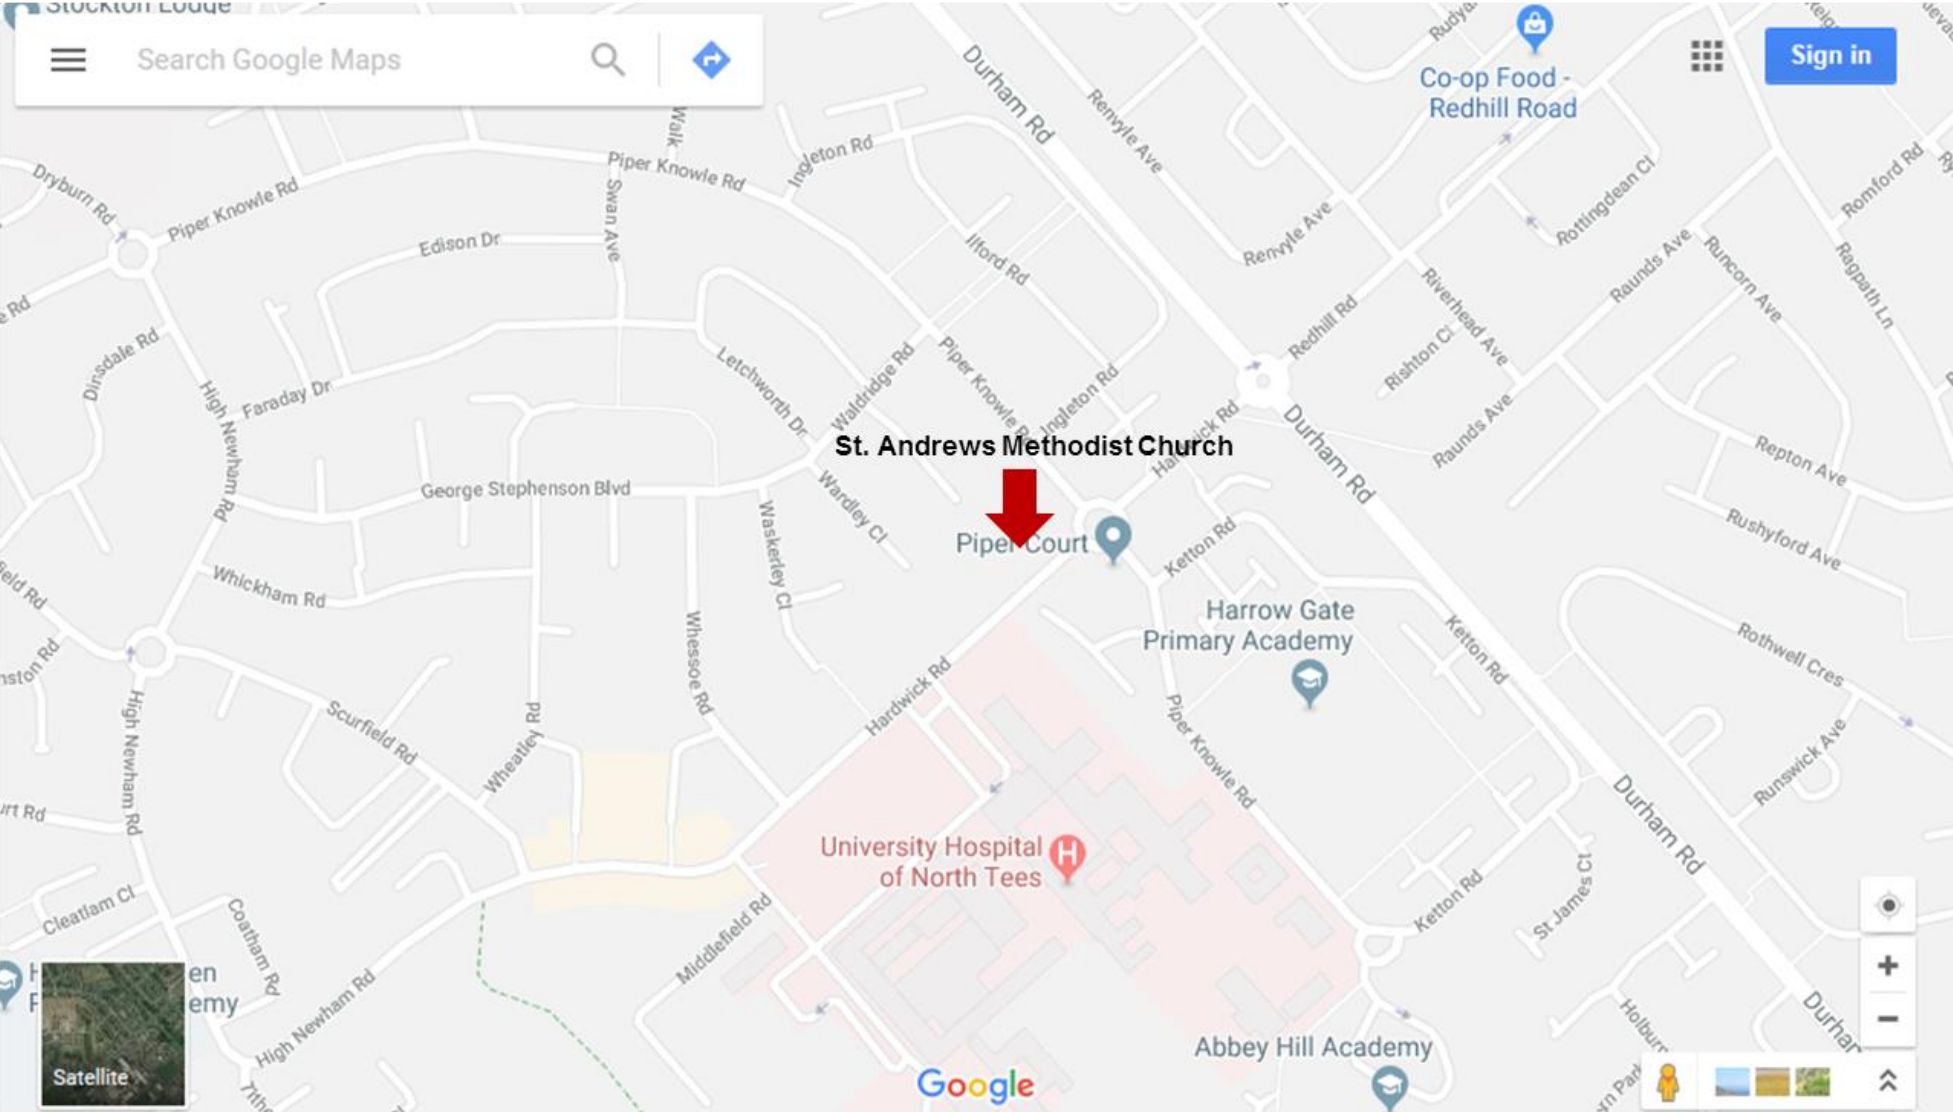 Stockton Lodge
Search Google Maps
Sign in
Co-op Food -
Redhill Road
Durham Rd
Renvyle Ave
Walk
Ingleton Rd
Piper Knowle Rd
Dryburn Rd
Piper Knowle Rd
Swan Ave
Edison Dr
Ilford Rd
Renvyle Ave
Rottingdean Cl
Romford Rd
Raunds Ave
Runcorn Ave
Ragpath Ln
Riverhead Ave
Redhill Rd
Rishton Cl
Dinsdale Rd
High Newham Rd
Faraday Dr
Letchworth Dr
Waldridge Rd
Piper Knowle Rd
Ingleton Rd
Hardwick Rd
Durham Rd
Raunds Ave
Repton Ave
Rushyford Ave
St. Andrews Methodist Church
George Stephenson Blvd
Wardley Cl
Waskerley Cl
Piper Court
Ketton Rd
Whickham Rd
Whessoe Rd
Harrow Gate
Primary Academy
Ketton Rd
Rothwell Cres
Hardwick Rd
Piper Knowle Rd
Scurfield Rd
Wheatley Rd
High Newham Rd
Runswick Ave
Durham Rd
University Hospital
of North Tees
Middlefield Rd
Ketton Rd
St James Ct
Cleatlam Cl
Coatham Rd
High Newham Rd
en
emy
Satellite
Abbey Hill Academy
Google